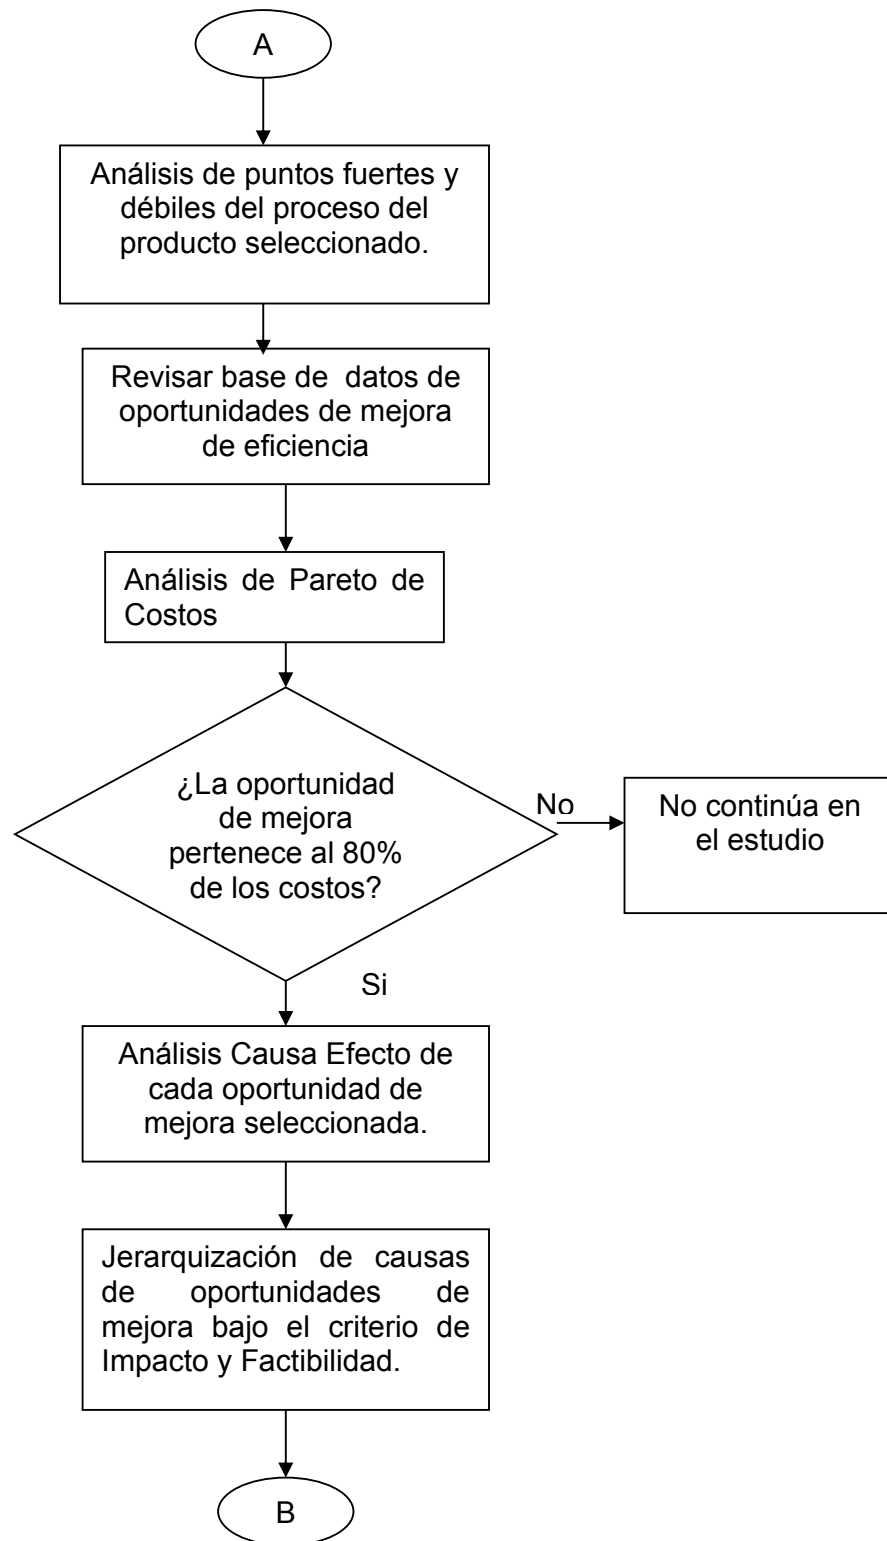 A
Análisis de puntos fuertes y
débiles del proceso del
producto seleccionado.
Revisar base de  datos de
oportunidades de mejora
de eficiencia
Análisis de Pareto de
Costos
¿La oportunidad
de mejora
pertenece al 80%
de los costos?
No
No continúa en
el estudio
Si
Análisis Causa Efecto de
cada oportunidad de
mejora seleccionada.
Jerarquización de causas
de oportunidades de
mejora bajo el criterio de
Impacto y Factibilidad.
B